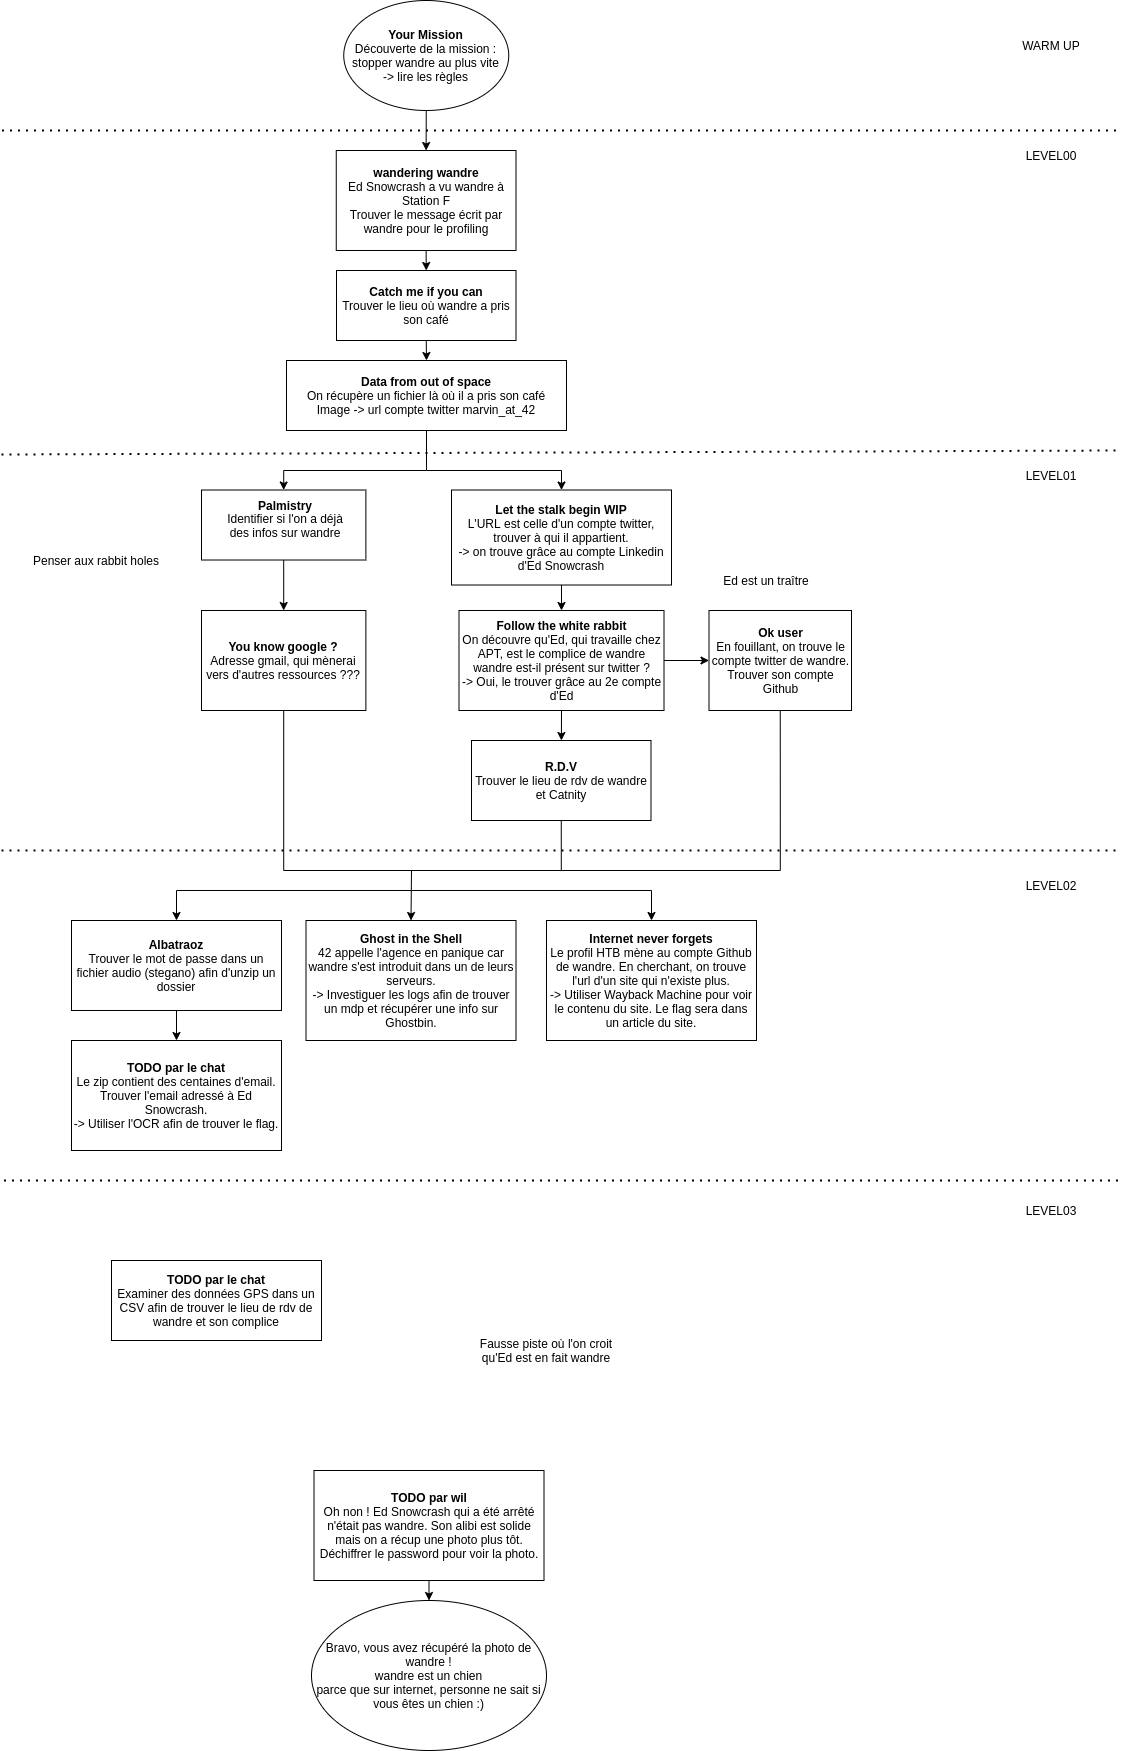 Your Mission
Découverte de la mission :
stopper wandre au plus vite
-> lire les règles
WARM UP
LEVEL00
wandering wandre
Ed Snowcrash a vu wandre à
Station F
Trouver le message écrit par
wandre pour le profiling
Catch me if you can
Trouver le lieu où wandre a pris
son café
Data from out of space
On récupère un fichier là où il a pris son café
Image -> url compte twitter marvin_at_42
LEVEL01
Palmistry
Identifier si l'on a déjà
des infos sur wandre
Let the stalk begin WIP
L'URL est celle d'un compte twitter,
trouver à qui il appartient.
-> on trouve grâce au compte Linkedin
d'Ed Snowcrash
Penser aux rabbit holes
Ed est un traître
You know google ?
Adresse gmail, qui mènerai
vers d'autres ressources ???
Follow the white rabbit
On découvre qu'Ed, qui travaille chez
APT, est le complice de wandre
wandre est-il présent sur twitter ?
-> Oui, le trouver grâce au 2e compte
d'Ed
Ok user
En fouillant, on trouve le
compte twitter de wandre.
Trouver son compte
Github
R.D.V
Trouver le lieu de rdv de wandre
et Catnity
LEVEL02
Albatraoz
Trouver le mot de passe dans un
fichier audio (stegano) afin d'unzip un
dossier
Ghost in the Shell
42 appelle l'agence en panique car
wandre s'est introduit dans un de leurs
serveurs.
-> Investiguer les logs afin de trouver
un mdp et récupérer une info sur
Ghostbin.
Internet never forgets
Le profil HTB mène au compte Github
de wandre. En cherchant, on trouve
l'url d'un site qui n'existe plus.
-> Utiliser Wayback Machine pour voir
le contenu du site. Le flag sera dans
un article du site.
TODO par le chat
Le zip contient des centaines d'email.
Trouver l'email adressé à Ed
Snowcrash.
-> Utiliser l'OCR afin de trouver le flag.
LEVEL03
TODO par le chat
Examiner des données GPS dans un
CSV afin de trouver le lieu de rdv de
wandre et son complice
Fausse piste où l'on croit
qu'Ed est en fait wandre
TODO par wil
Oh non ! Ed Snowcrash qui a été arrêté
n'était pas wandre. Son alibi est solide
mais on a récup une photo plus tôt.
Déchiffrer le password pour voir la photo.
Bravo, vous avez récupéré la photo de
wandre !
wandre est un chien
parce que sur internet, personne ne sait si
vous êtes un chien :)